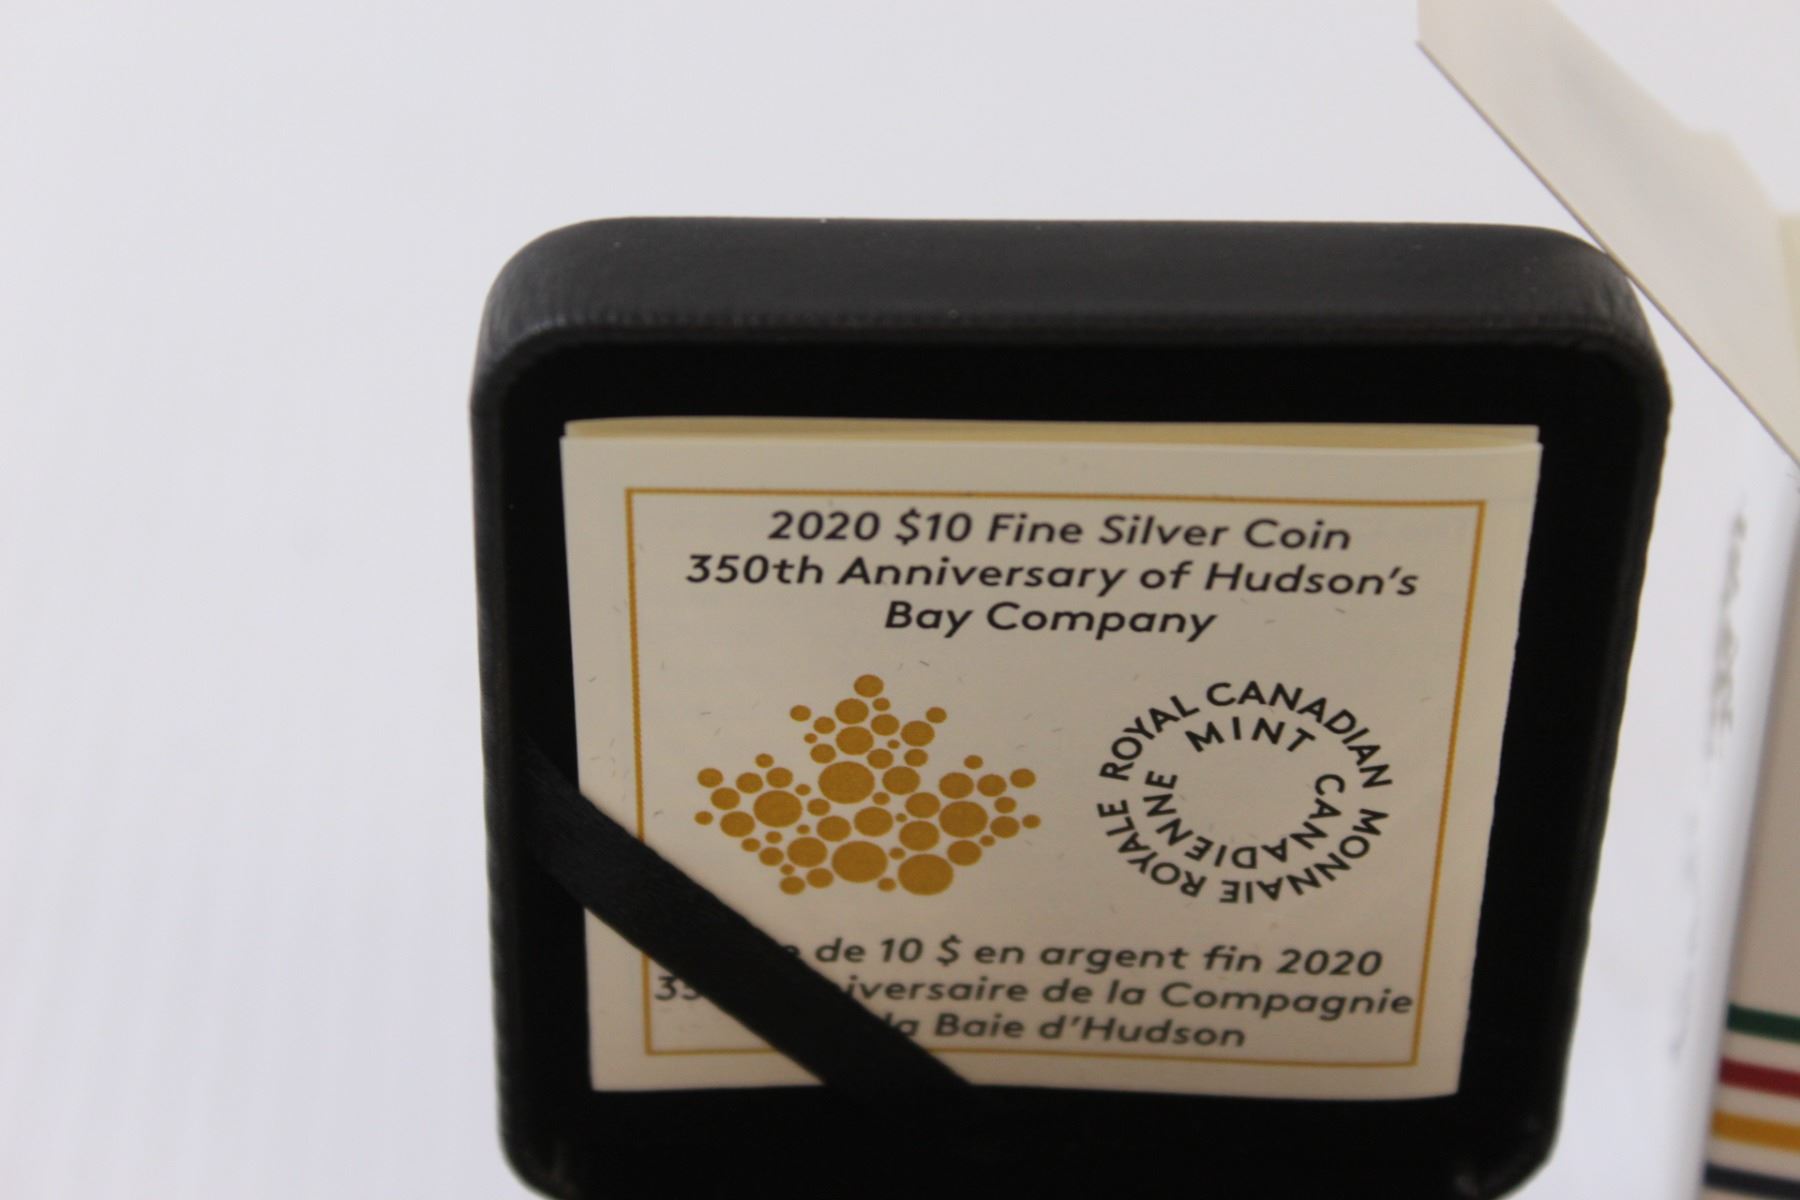 2020 $10 Fine Silver Coin
350th Anniversary of Hudson's
Bay Company
ROYAL CANADIAN MINT
MONNAIE ROYALE CANADIENNE
de 10 $ en argent fin 2020
de la Compagnie
la Baie d'Hudson